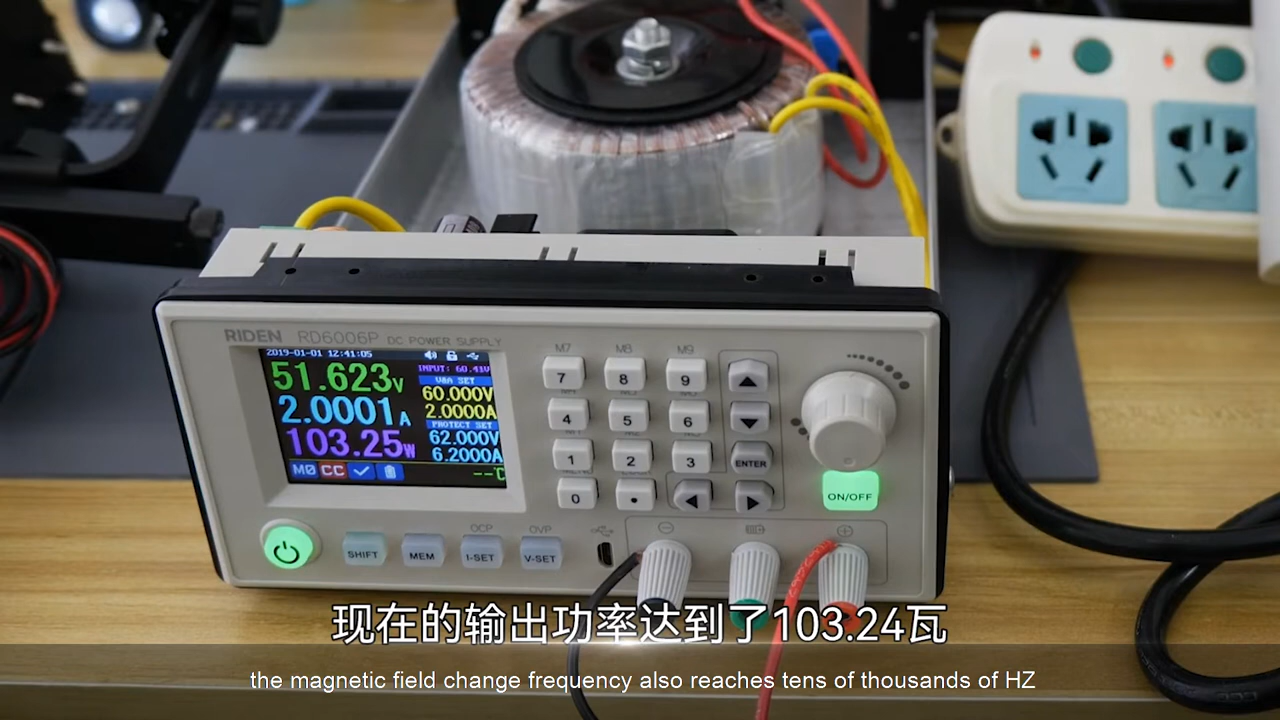 RIDEN RD6006P DC POWER SUPPLY
2019-01-01 12:41:05
INPUT: 60.41V
51.623V
V&A SET
60.000V
2.0001A
2.0000A
PROTECT SET
103.25W
62.000V
6.2000A
M0 CC
--℃
M7 M8 M9
7 8 9
4 5 6
1 2 3
ENTER
0 .
ON/OFF
OCP OVP
SHIFT MEM I-SET V-SET
现在的输出功率达到了103.24瓦
the magnetic field change frequency also reaches tens of thousands of HZ